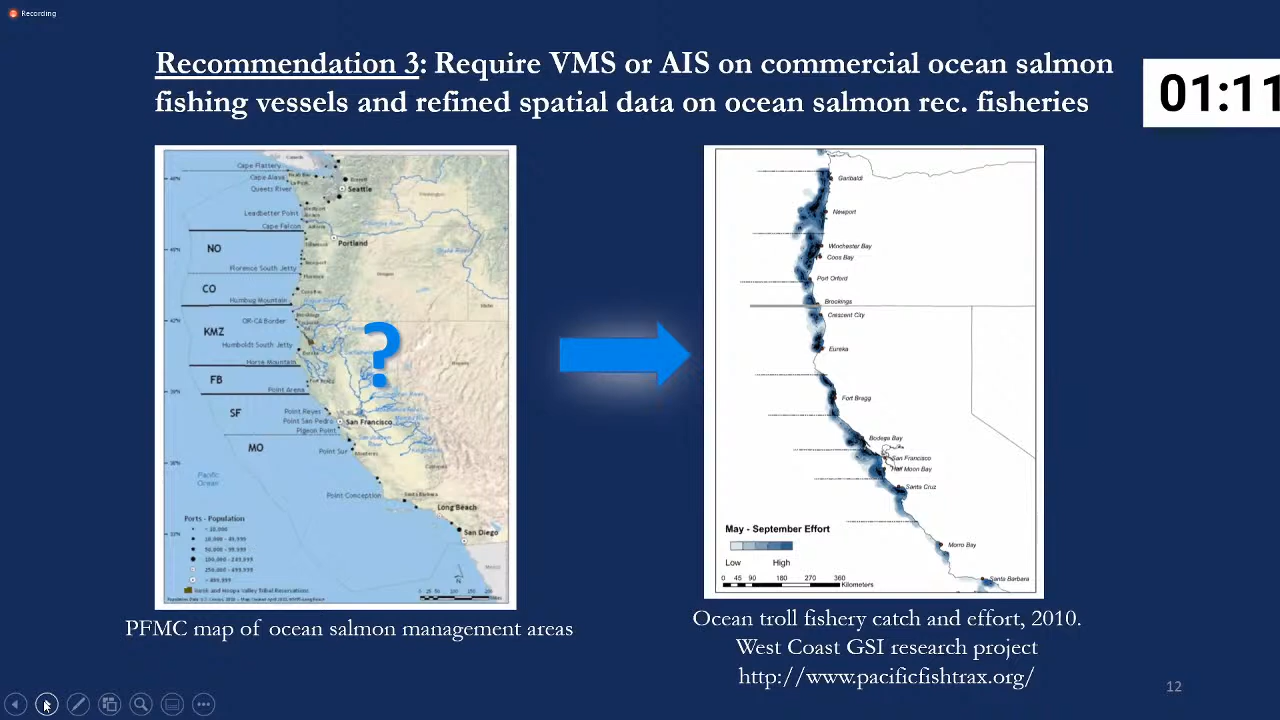 Recording
Recommendation 3: Require VMS or AIS on commercial ocean salmon
fishing vessels and refined spatial data on ocean salmon rec. fisheries
01:11
Cape Flattery
Cape Alava
Queets River
Seattle
Leadbetter Point
Cape Falcon
Columbia River
Portland
NO
Florence South Jetty
CO
Humbug Mountain
OR-CA Border
KMZ
Humboldt South Jetty
Horse Mountain
FB
Point Arena
SF
Point Reyes
Point San Pedro
San Francisco
Pigeon Point
MO
Point Sur
Pacific
Ocean
Point Conception
Long Beach
San Diego
Ports - Population
?
Garibaldi
Newport
Winchester Bay
Coos Bay
Port Orford
Brookings
Crescent City
Eureka
Fort Bragg
Bodega Bay
San Francisco
Half Moon Bay
Santa Cruz
Morro Bay
Santa Barbara
May - September Effort
Low High
0 45 90 180 270 360
Kilometers
PFMC map of ocean salmon management areas
Ocean troll fishery catch and effort, 2010.
West Coast GSI research project
http://www.pacificfishtrax.org/
12